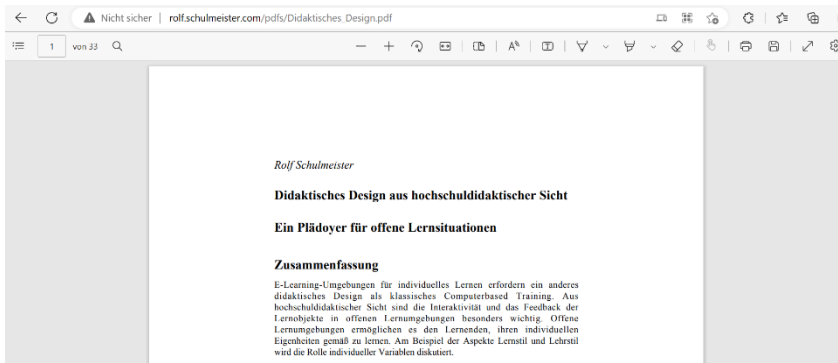 Nicht sicher | rolf.schulmeister.com/pdfs/Didaktisches_Design.pdf
1 von 33
Rolf Schulmeister
Didaktisches Design aus hochschuldidaktischer Sicht
Ein Plädoyer für offene Lernsituationen
Zusammenfassung
E-Learning-Umgebungen für individuelles Lernen erfordern ein anderes
didaktisches Design als klassisches Computerbased Training. Aus
hochschuldidaktischer Sicht sind die Interaktivität und das Feedback der
Lernobjekte in offenen Lernumgebungen besonders wichtig. Offene
Lernumgebungen ermöglichen es den Lernenden, ihren individuellen
Eigenheiten gemäß zu lernen. Am Beispiel der Aspekte Lernstil und Lehrstil
wird die Rolle individueller Variablen diskutiert.